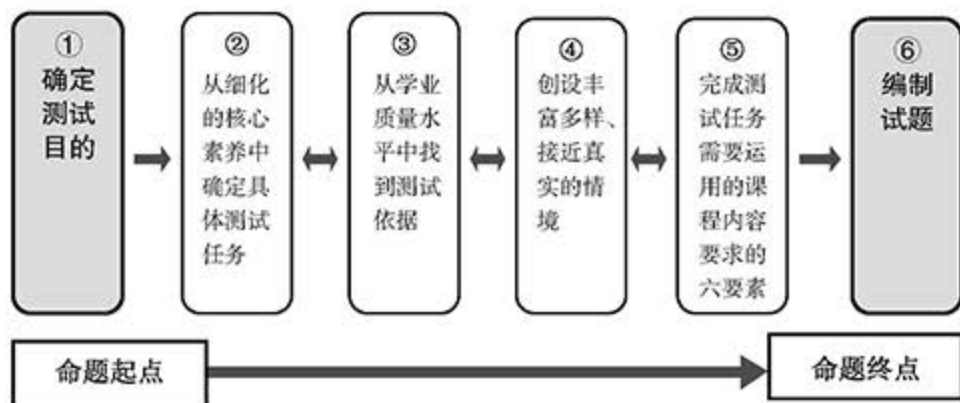 ①
确定
测试
目的
②
从细化
的核心
素养中
确定具
体测试
任务
③
从学业
质量水
平中找
到测试
依据
④
创设丰
富多样、
接近真
实的情
境
⑤
完成测
试任务
需要运
用的课
程内容
要求的
六要素
⑥
编制
试题
命题起点
命题终点